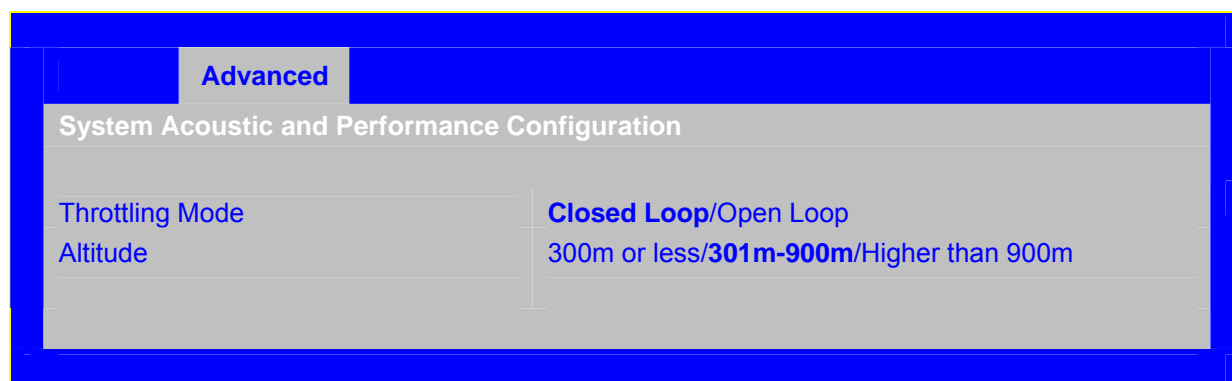 Advanced
System Acoustic and Performance Configuration
Throttling Mode Closed Loop/Open Loop
Altitude 300m or less/301m-900m/Higher than 900m